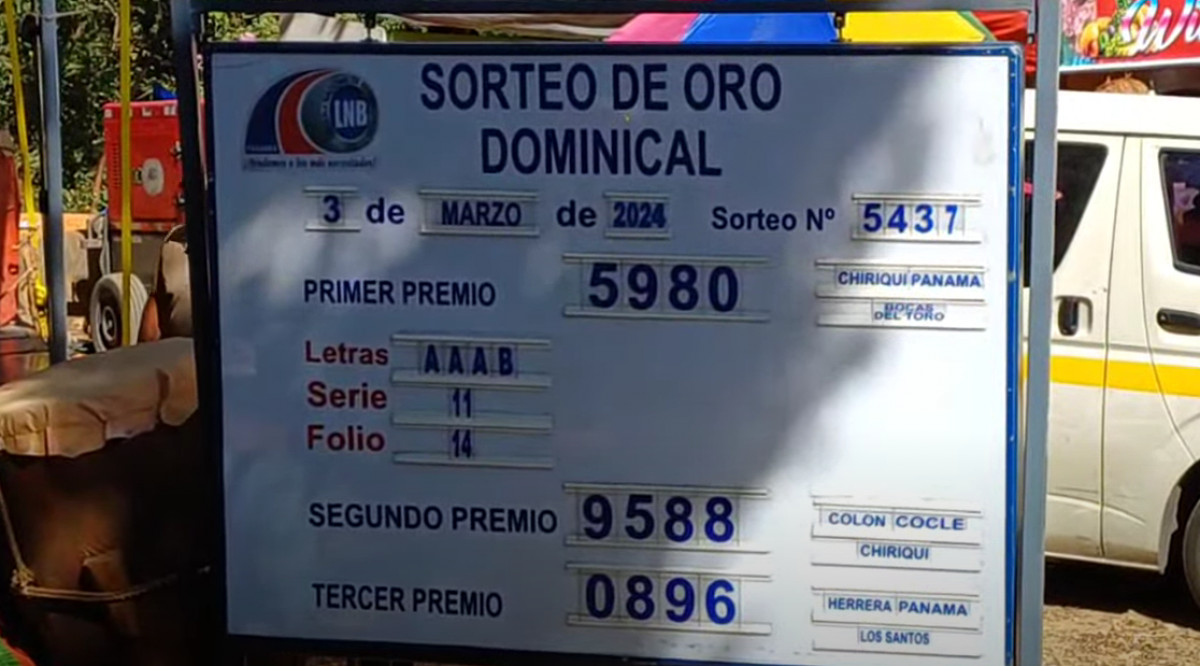 LNB
SORTEO DE ORO
DOMINICAL
3 de MARZO de 2024 Sorteo Nº 5437
PRIMER PREMIO 5980 CHIRIQUI PANAMA
BOCAS
DEL TORO
Letras AAAB
Serie 11
Folio 14
SEGUNDO PREMIO 9588 COLON COCLE
CHIRIQUI
TERCER PREMIO 0896 HERRERA PANAMA
LOS SANTOS